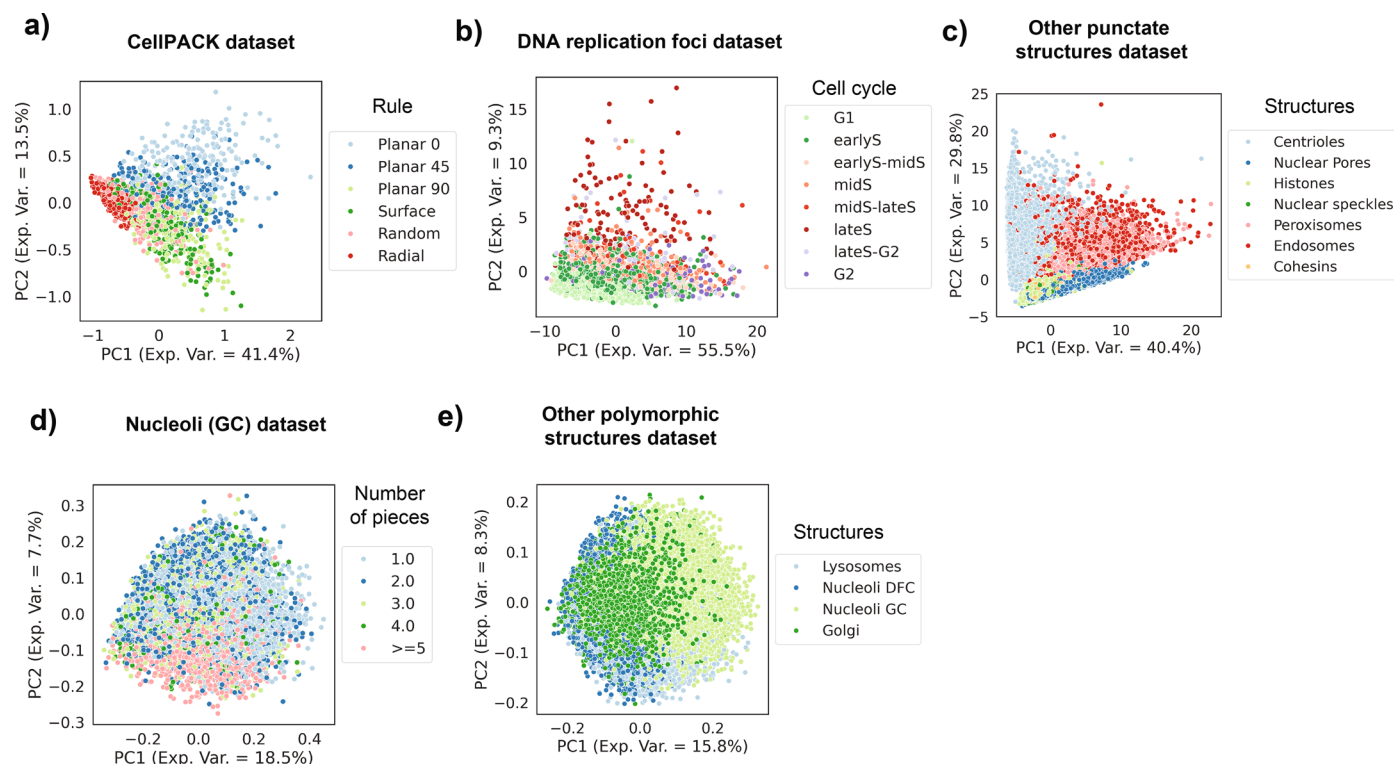 a)
CellPACK dataset
PC2 (Exp. Var. = 13.5%)
1.0
0.5
0.0
−0.5
−1.0
−1
0
1
2
PC1 (Exp. Var. = 41.4%)
Rule
Planar 0
Planar 45
Planar 90
Surface
Random
Radial
b)
DNA replication foci dataset
PC2 (Exp. Var. = 9.3%)
15
10
5
0
−10
0
10
20
PC1 (Exp. Var. = 55.5%)
Cell cycle
G1
earlyS
earlyS-midS
midS
midS-lateS
lateS
lateS-G2
G2
c)
Other punctate
structures dataset
PC2 (Exp. Var. = 29.8%)
25
20
15
10
5
0
−5
0
10
20
PC1 (Exp. Var. = 40.4%)
Structures
Centrioles
Nuclear Pores
Histones
Nuclear speckles
Peroxisomes
Endosomes
Cohesins
d)
Nucleoli (GC) dataset
PC2 (Exp. Var. = 7.7%)
0.3
0.2
0.1
0.0
−0.1
−0.2
−0.3
−0.2
0.0
0.2
0.4
PC1 (Exp. Var. = 18.5%)
Number
of pieces
1.0
2.0
3.0
4.0
>=5
e)
Other polymorphic
structures dataset
PC2 (Exp. Var. = 8.3%)
0.2
0.1
0.0
−0.1
−0.2
−0.2
0.0
0.2
PC1 (Exp. Var. = 15.8%)
Structures
Lysosomes
Nucleoli DFC
Nucleoli GC
Golgi